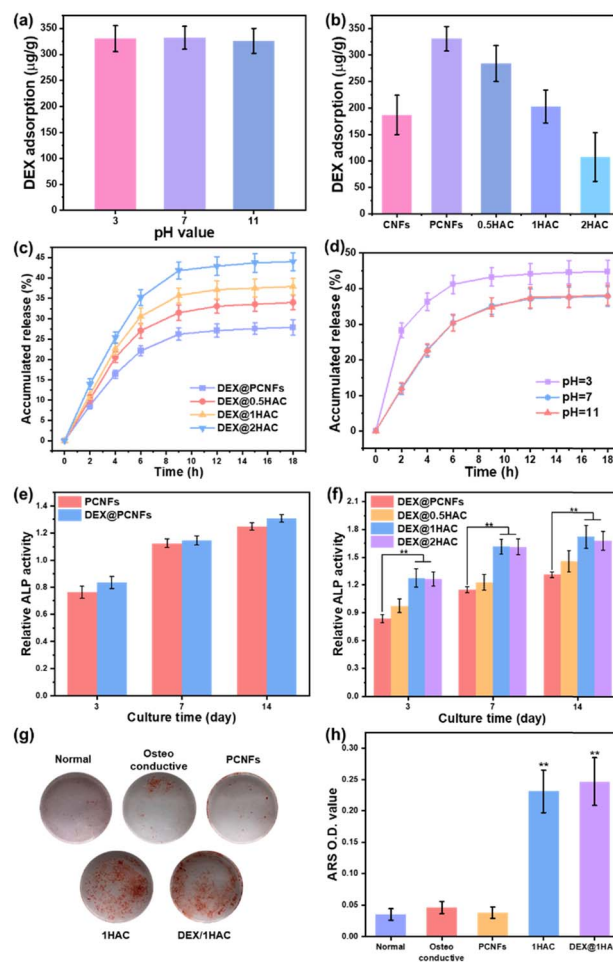 (a)
DEX adsorption (μg/g)
350
300
250
200
150
100
50
0
3
7
11
pH value
(b)
DEX adsorption (μg/g)
400
350
300
250
200
150
100
50
0
CNFs
PCNFs
0.5HAC
1HAC
2HAC
(c)
Accumulated release (%)
45
40
35
30
25
20
15
10
5
0
DEX@PCNFs
DEX@0.5HAC
DEX@1HAC
DEX@2HAC
0 2 4 6 8 10 12 14 16 18
Time (h)
(d)
Accumulated release (%)
50
40
30
20
10
0
pH=3
pH=7
pH=11
0 2 4 6 8 10 12 14 16 18
Time (h)
(e)
PCNFs
DEX@PCNFs
Relative ALP activity
1.4
1.2
1.0
0.8
0.6
0.4
0.2
0.0
3
7
14
Culture time (day)
(f)
DEX@PCNFs
DEX@0.5HAC
DEX@1HAC
DEX@2HAC
**
**
**
Relative ALP activity
2.1
1.8
1.5
1.2
0.9
0.6
0.3
0.0
3
7
14
Culture time (day)
(g)
Normal
Osteo
conductive
PCNFs
1HAC
DEX/1HAC
(h)
ARS O.D. value
0.30
0.25
0.20
0.15
0.10
0.05
0.00
**
**
Normal
Osteo
conductive
PCNFs
1HAC
DEX@1HA